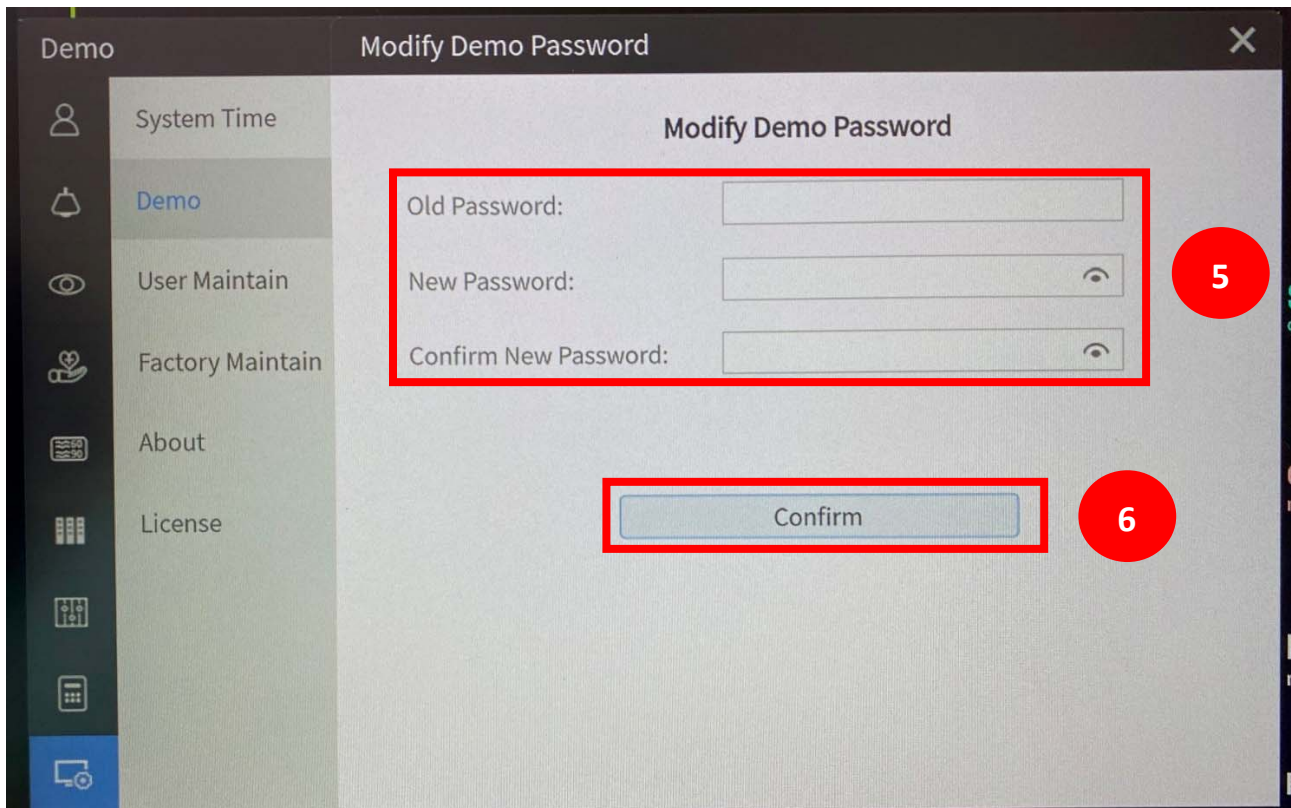 Demo
Modify Demo Password
System Time
Demo
User Maintain
Factory Maintain
About
License
Modify Demo Password
Old Password:
New Password:
Confirm New Password:
5
Confirm
6